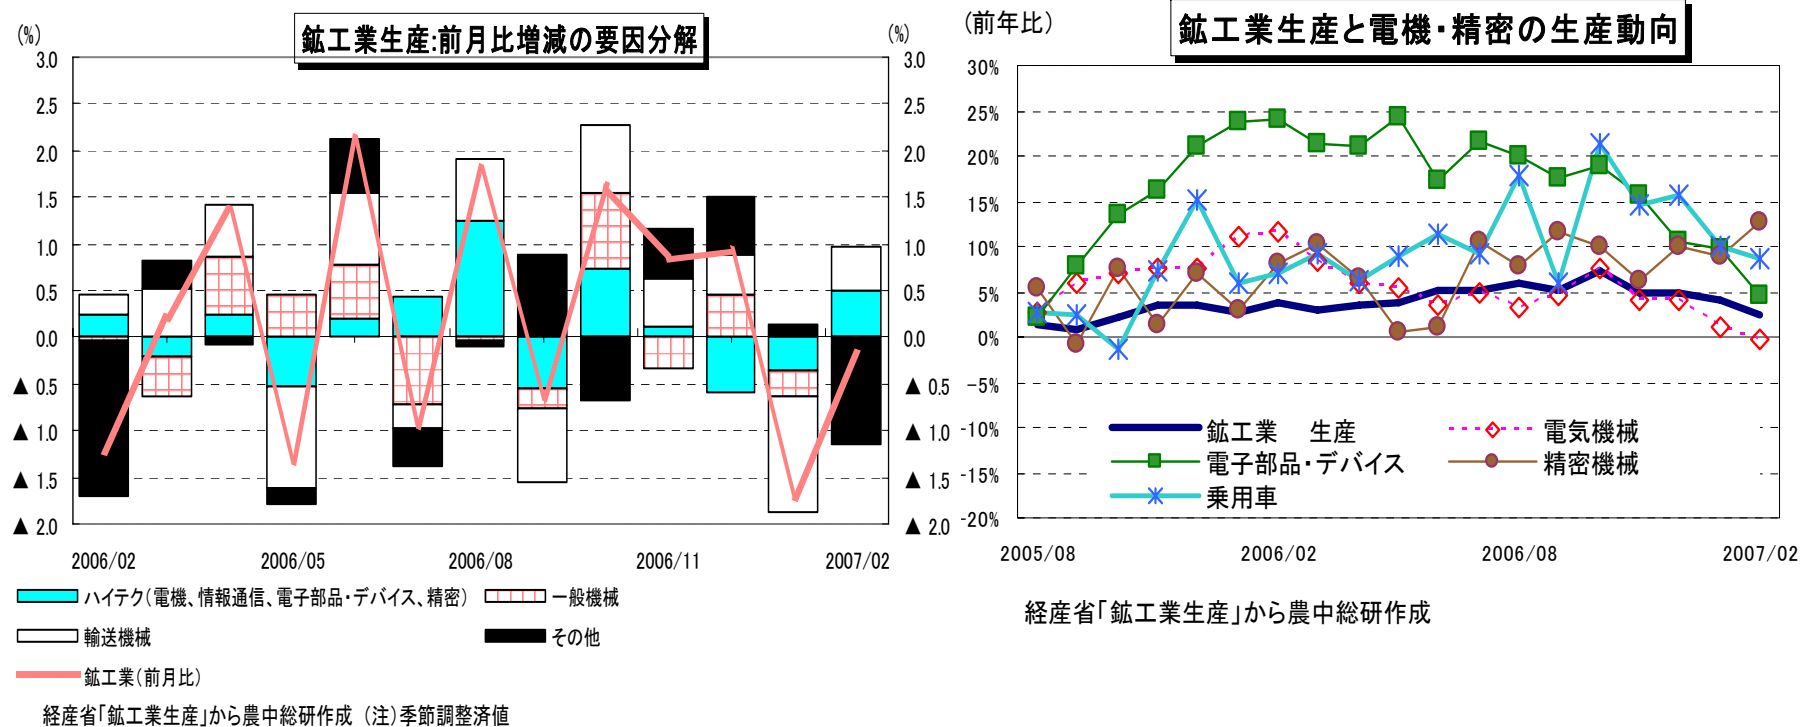 鉱工業生産:前月比増減の要因分解
(%)
(%)
3.0
2.5
2.0
1.5
1.0
0.5
0.0
▲ 0.5
▲ 1.0
▲ 1.5
▲ 2.0
3.0
2.5
2.0
1.5
1.0
0.5
0.0
▲ 0.5
▲ 1.0
▲ 1.5
▲ 2.0
2006/02 2006/05 2006/08 2006/11 2007/02
ハイテク(電機、情報通信、電子部品・デバイス、精密) 一般機械
輸送機械 その他
鉱工業(前月比)
経産省「鉱工業生産」から農中総研作成 (注)季節調整済値
(前年比)
鉱工業生産と電機・精密の生産動向
30%
25%
20%
15%
10%
5%
0%
-5%
-10%
-15%
-20%
鉱工業 生産 電気機械
電子部品・デバイス 精密機械
乗用車
2005/08 2006/02 2006/08 2007/02
経産省「鉱工業生産」から農中総研作成